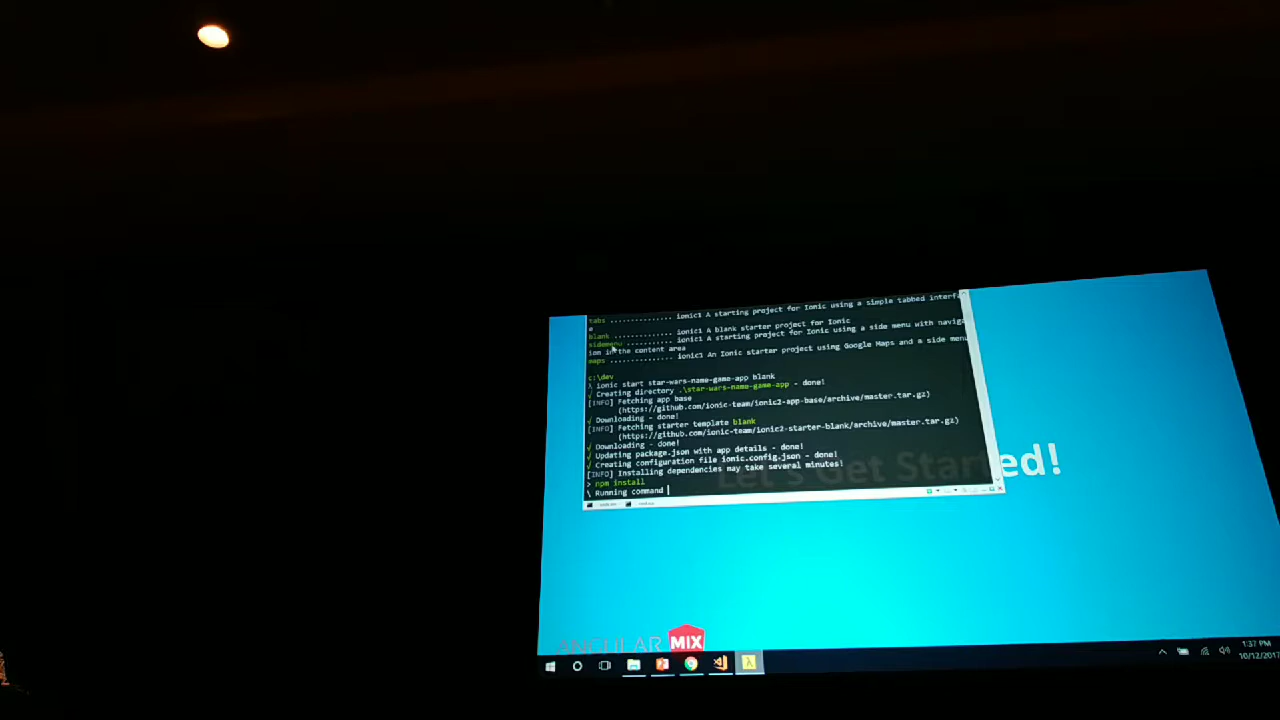 tabs ............... ionic1 A starting project for Ionic using a simple tabbed interfac
e
blank .............. ionic1 A blank starter project for Ionic
sidemenu ........... ionic1 A starting project for Ionic using a side menu with naviga
ion in the content area
maps ............... ionic1 An Ionic starter project using Google Maps and a side menu
c:\dev
λ ionic start star-wars-name-game-app blank
√ Creating directory .\star-wars-name-game-app - done!
[INFO] Fetching app base
(https://github.com/ionic-team/ionic2-app-base/archive/master.tar.gz)
√ Downloading - done!
[INFO] Fetching starter template blank
(https://github.com/ionic-team/ionic2-starter-blank/archive/master.tar.gz)
√ Downloading - done!
√ Updating package.json with app details - done!
√ Creating configuration file ionic.config.json - done!
[INFO] Installing dependencies may take several minutes!
> npm install
\ Running command
Let's Get Started!
ANGULAR MIX
1:37 PM
10/12/2017